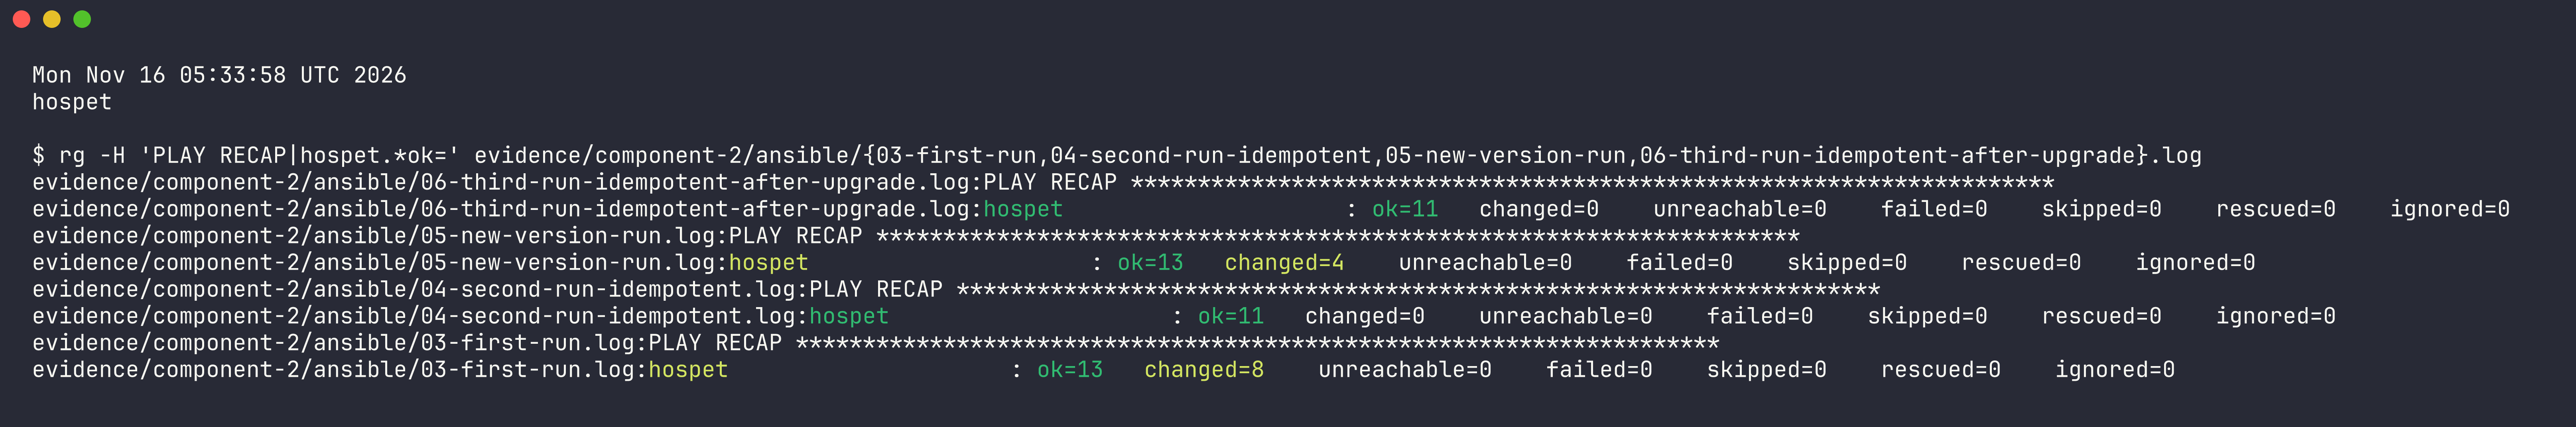 Mon Nov 16 05:33:58 UTC 2026
hospet
$ rg -H 'PLAY RECAP|hospet.*ok=' evidence/component-2/ansible/{03-first-run,04-second-run-idempotent,05-new-version-run,06-third-run-idempotent-after-upgrade}.log
evidence/component-2/ansible/06-third-run-idempotent-after-upgrade.log:PLAY RECAP *********************************************************************
evidence/component-2/ansible/06-third-run-idempotent-after-upgrade.log:hospet                     : ok=11   changed=0    unreachable=0    failed=0    skipped=0    rescued=0    ignored=0
evidence/component-2/ansible/05-new-version-run.log:PLAY RECAP *********************************************************************
evidence/component-2/ansible/05-new-version-run.log:hospet                     : ok=13   changed=4    unreachable=0    failed=0    skipped=0    rescued=0    ignored=0
evidence/component-2/ansible/04-second-run-idempotent.log:PLAY RECAP *********************************************************************
evidence/component-2/ansible/04-second-run-idempotent.log:hospet                     : ok=11   changed=0    unreachable=0    failed=0    skipped=0    rescued=0    ignored=0
evidence/component-2/ansible/03-first-run.log:PLAY RECAP *********************************************************************
evidence/component-2/ansible/03-first-run.log:hospet                     : ok=13   changed=8    unreachable=0    failed=0    skipped=0    rescued=0    ignored=0